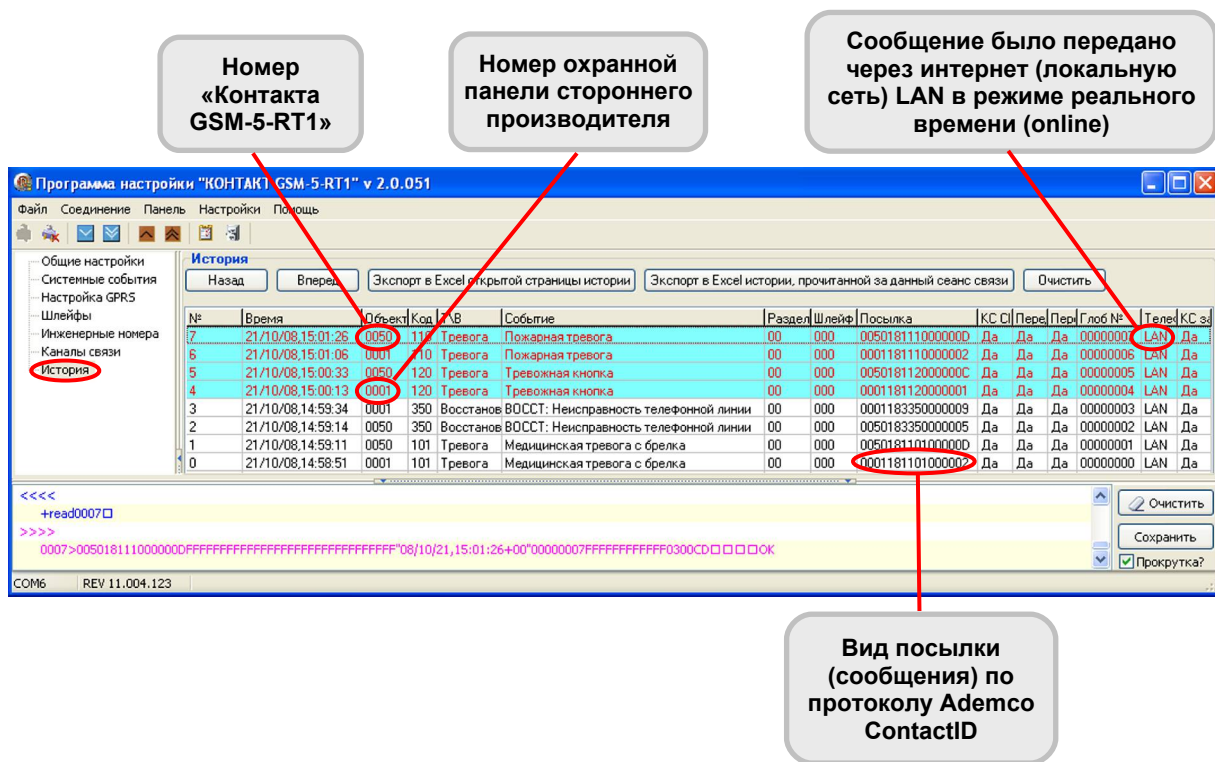 Номер
«Контакта
GSM-5-RT1»
Номер охранной
панели стороннего
производителя
Сообщение было передано
через интернет (локальную
сеть) LAN в режиме реального
времени (online)
Программа настройки "КОНТАКТ GSM-5-RT1" v 2.0.051
Файл Соединение Панель Настройки Помощь
Общие настройки
Системные события
Настройка GPRS
Шлейфы
Инженерные номера
Каналы связи
История
История
Назад Вперед Экспорт в Excel открытой страницы истории Экспорт в Excel истории, прочитанной за данный сеанс связи Очистить
№ Время Объект Код Т\В Событие Раздел Шлейф Посылка КС Пере Пери Глоб № Теле КС за
7 21/10/08,15:01:26 0050 110 Тревога Пожарная тревога 00 000 005018111000000D Да Да Да 00000007 LAN Да
6 21/10/08,15:01:06 0001 110 Тревога Пожарная тревога 00 000 0001181110000002 Да Да Да 00000006 LAN Да
5 21/10/08,15:00:33 0050 120 Тревога Тревожная кнопка 00 000 005018112000000C Да Да Да 00000005 LAN Да
4 21/10/08,15:00:13 0001 120 Тревога Тревожная кнопка 00 000 0001181120000001 Да Да Да 00000004 LAN Да
3 21/10/08,14:59:34 0001 350 Восстанов ВОССТ: Неисправность телефонной линии 00 000 0001183350000009 Да Да Да 00000003 LAN Да
2 21/10/08,14:59:14 0050 350 Восстанов ВОССТ: Неисправность телефонной линии 00 000 0050183350000005 Да Да Да 00000002 LAN Да
1 21/10/08,14:59:11 0050 101 Тревога Медицинская тревога с брелка 00 000 005018110100000D Да Да Да 00000001 LAN Да
0 21/10/08,14:58:51 0001 101 Тревога Медицинская тревога с брелка 00 000 0001181101000002 Да Да Да 00000000 LAN Да
<<<<
+read0007□
>>>>
0007>005018111000000DFFFFFFFFFFFFFFFFFFFFFFFFFFFFFFFF"08/10/21,15:01:26+00"00000007FFFFFFFFFFFF0300CD□□□□OK
Очистить
Сохранить
Прокрутка?
COM6 REV 11.004.123
Вид посылки
(сообщения) по
протоколу Ademco
ContactID